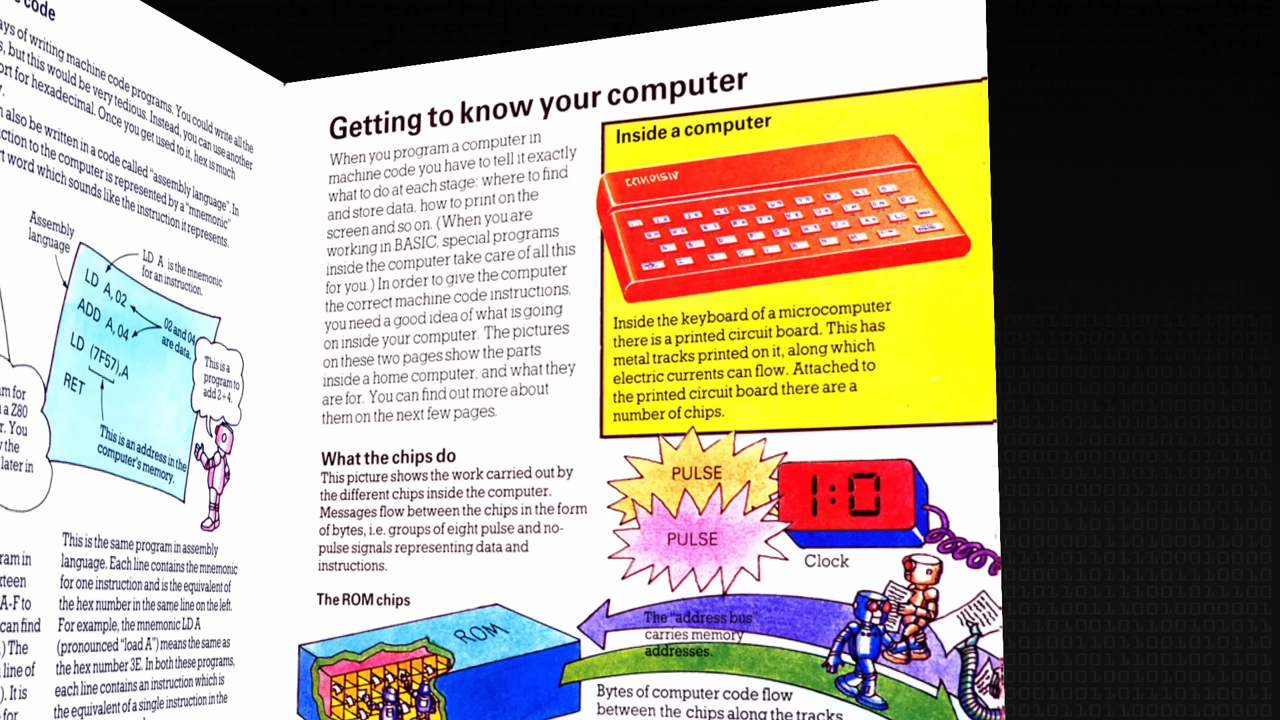 code
ays of writing machine code programs. You could write all the
s, but this would be very tedious. Instead, you can use another
ort for hexadecimal. Once you get used to it, hex is much
also be written in a code called "assembly language". In
ction to the computer is represented by a "mnemonic"
rt word which sounds like the instruction it represents.
Assembly
language
LD A is the mnemonic
for an instruction.
LD A,02
ADD A,04
LD (7F57),A
RET
02 and 04
are data.
This is an address in the
computer's memory.
This is a
program to
add 2+4.
m for
a Z80
r. You
y the
later in
This is the same program in assembly
language. Each line contains the mnemonic
for one instruction and is the equivalent of
the hex number in the same line on the left.
For example, the mnemonic LD A
(pronounced "load A") means the same as
the hex number 3E. In both these programs,
each line contains an instruction which is
the equivalent of a single instruction in the
ram in
xteen
A-F to
can find
.) The
line of
). It is
for
Getting to know your computer
When you program a computer in
machine code you have to tell it exactly
what to do at each stage: where to find
and store data, how to print on the
screen and so on. (When you are
working in BASIC, special programs
inside the computer take care of all this
for you.) In order to give the computer
the correct machine code instructions,
you need a good idea of what is going
on inside your computer. The pictures
on these two pages show the parts
inside a home computer, and what they
are for. You can find out more about
them on the next few pages.
What the chips do
This picture shows the work carried out by
the different chips inside the computer.
Messages flow between the chips in the form
of bytes, i.e. groups of eight pulse and no-
pulse signals representing data and
instructions.
The ROM chips
ROM
Inside a computer
Inside the keyboard of a microcomputer
there is a printed circuit board. This has
metal tracks printed on it, along which
electric currents can flow. Attached to
the printed circuit board there are a
number of chips.
PULSE
PULSE
1:0
Clock
The "address bus"
carries memory
addresses.
Bytes of computer code flow
between the chips along the tracks